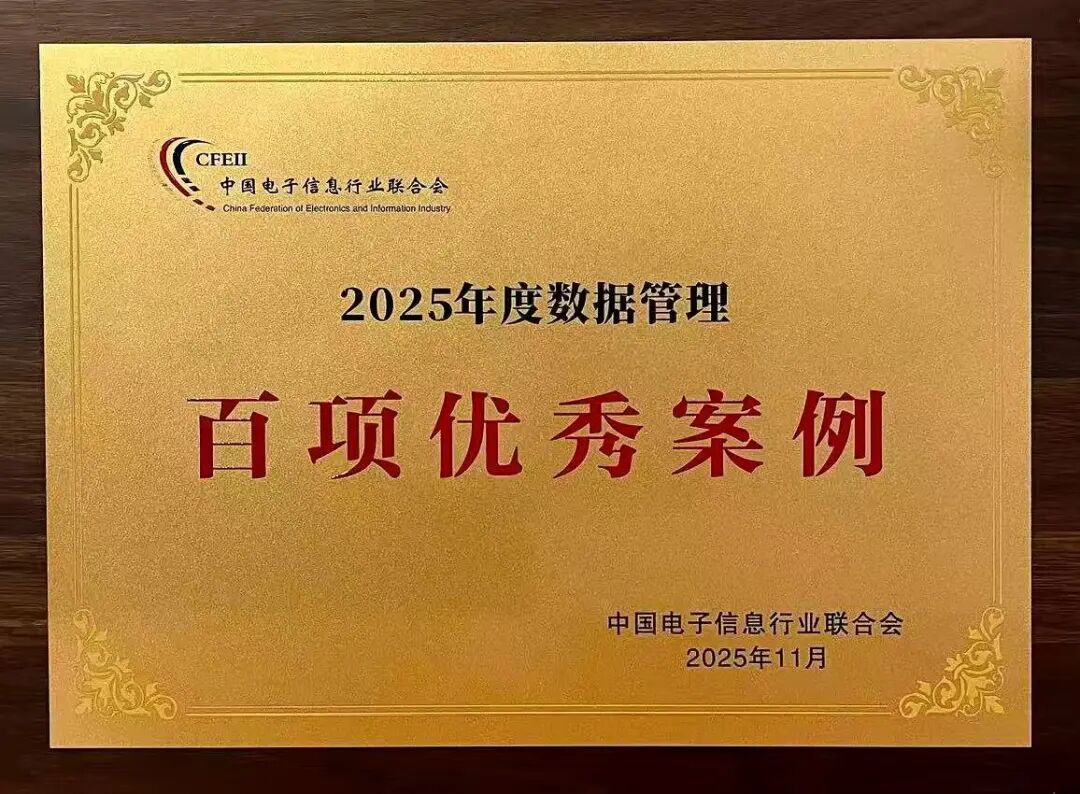 CFEII
中国电子信息行业联合会
China Federation of Electronics and Information Industry
2025年度数据管理
百项优秀案例
中国电子信息行业联合会
2025年11月